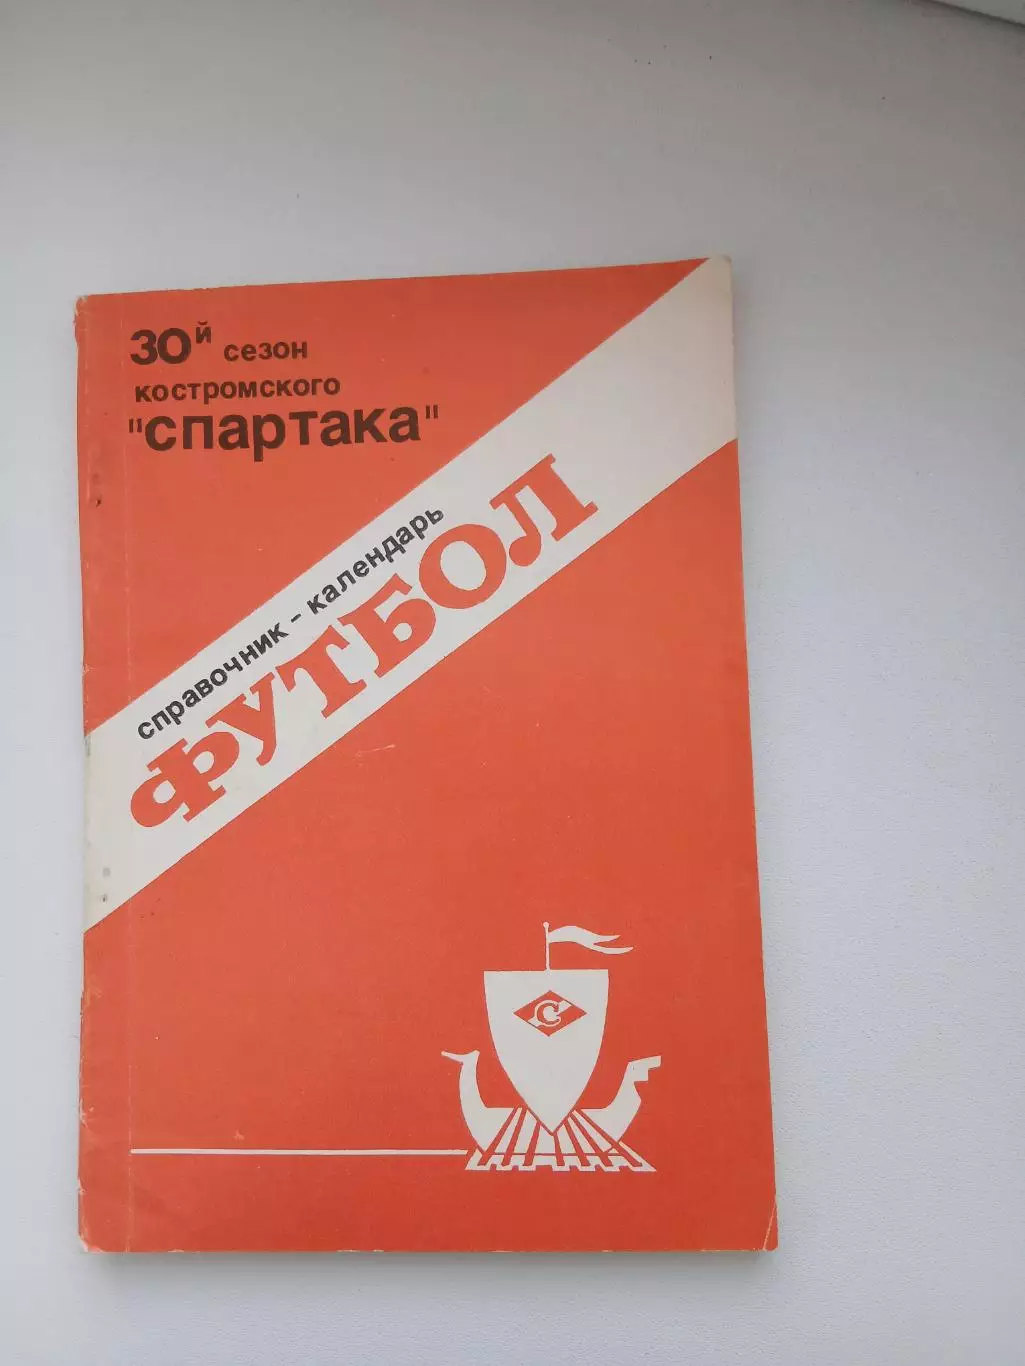 30й сезон
костромского
"спартака"
справочник - календарь
ФУТБОЛ
С